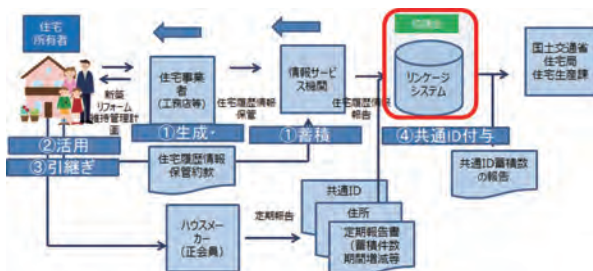 住宅
所有者
新築
リフォーム
維持管理計
画
②活用
③引継ぎ
住宅事業
者
(工務店等)
①生成・
住宅履歴情報
保管
情報サービ
ス機関
①蓄積
住宅履歴情報
報告
リンケージ
システム
④共通ID付与
国土交通省
住宅局
住宅生産課
住宅履歴情報
保管約款
共通ID蓄積数
の報告
ハウスメー
カー
(正会員)
定期報告
共通ID
住所
定期報告書
(蓄積件数
期間増減等